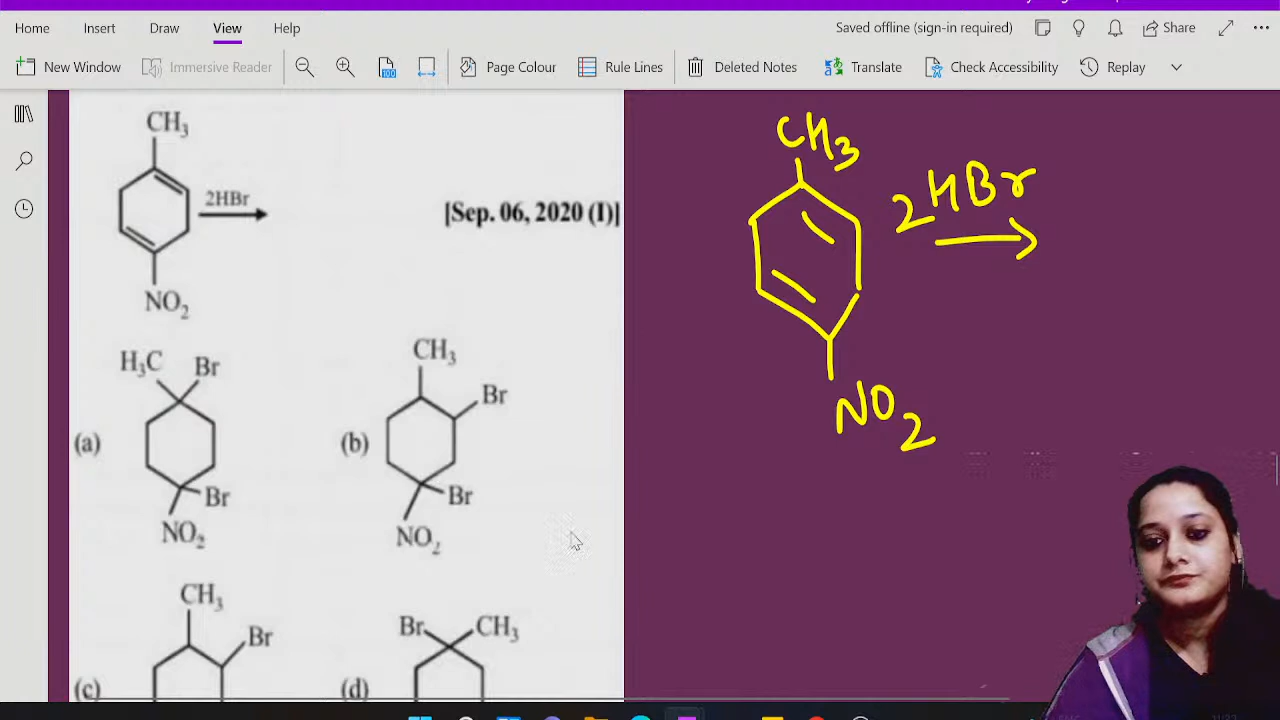 Home Insert Draw View Help
Saved offline (sign-in required) Share
New Window Immersive Reader 100 Page Colour Rule Lines Deleted Notes Translate Check Accessibility Replay
CH3
2HBr
[Sep. 06, 2020 (I)]
NO2
H3C Br
(a)
Br
NO2
CH3
Br
(b)
Br
NO2
CH3
Br
(c)
Br CH3
(d)
CH3
2HBr
NO2